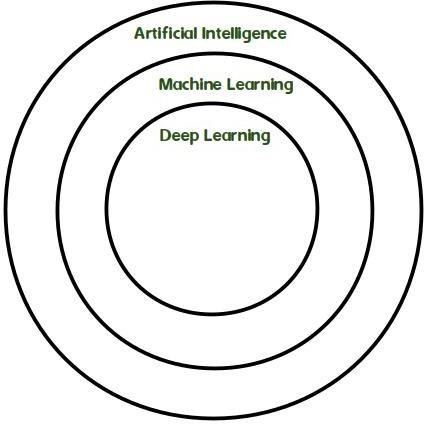 Artificial Intelligence
Machine Learning
Deep Learning